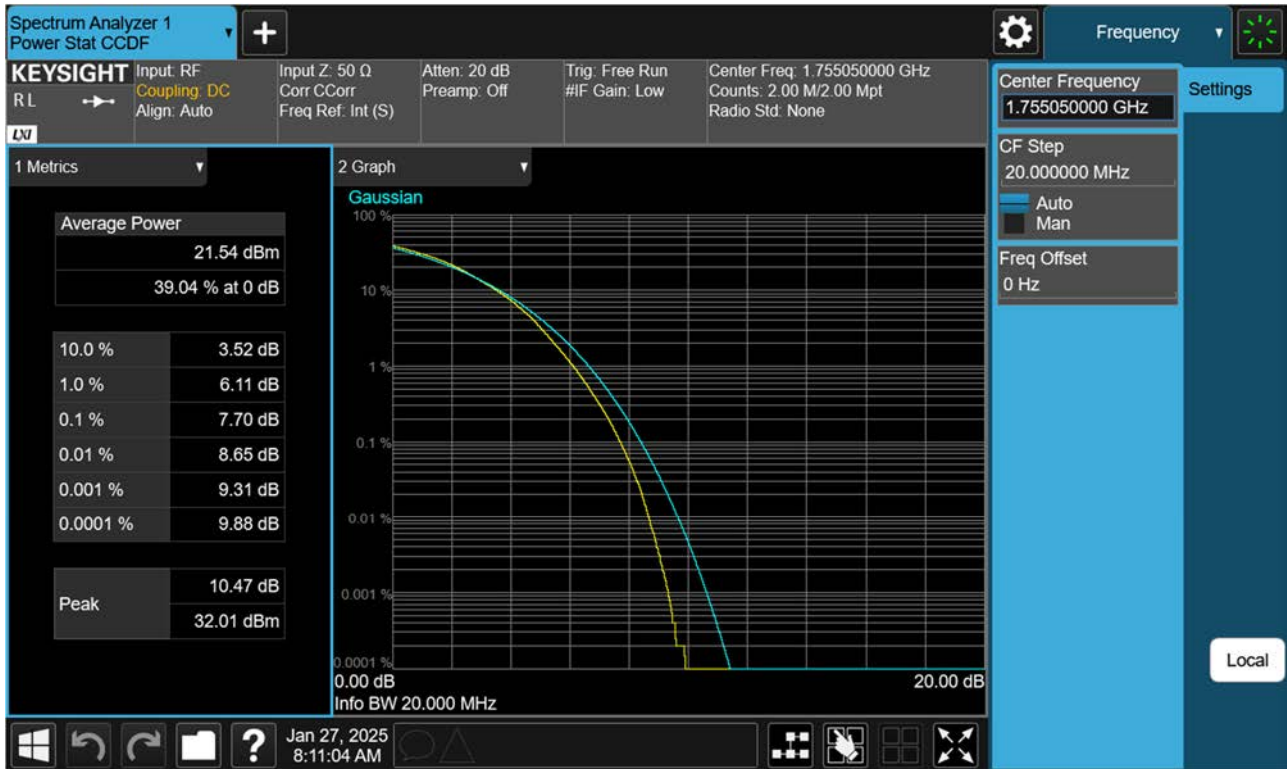 Spectrum Analyzer 1
Power Stat CCDF
Frequency
KEYSIGHT
R L
LXI
Input: RF
Coupling: DC
Align: Auto
Input Z: 50 Ω
Corr CCorr
Freq Ref: Int (S)
Atten: 20 dB
Preamp: Off
Trig: Free Run
#IF Gain: Low
Center Freq: 1.755050000 GHz
Counts: 2.00 M/2.00 Mpt
Radio Std: None
Center Frequency
1.755050000 GHz
Settings
CF Step
20.000000 MHz
Auto
Man
Freq Offset
0 Hz
Local
1 Metrics
Average Power
21.54 dBm
39.04 % at 0 dB
10.0 % 3.52 dB
1.0 % 6.11 dB
0.1 % 7.70 dB
0.01 % 8.65 dB
0.001 % 9.31 dB
0.0001 % 9.88 dB
Peak
10.47 dB
32.01 dBm
2 Graph
Gaussian
100 %
10 %
1 %
0.1 %
0.01 %
0.001 %
0.0001 %
0.00 dB 20.00 dB
Info BW 20.000 MHz
?
Jan 27, 2025
8:11:04 AM